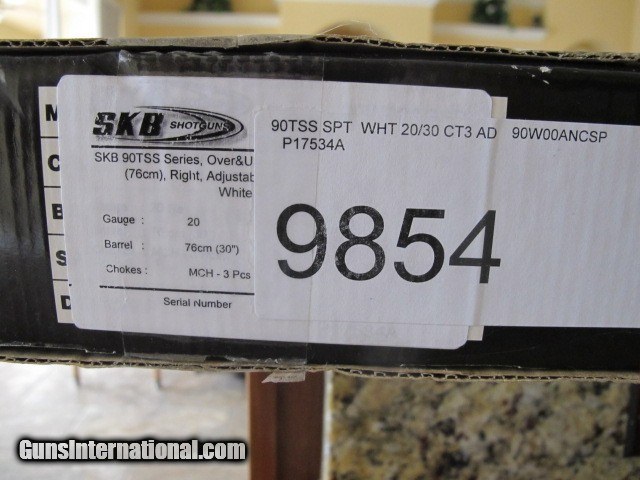 SKB SHOTGUNS
SKB 90TSS Series, Over&U
(76cm), Right, Adjustab
White
Gauge : 20
Barrel : 76cm (30")
Chokes : MCH - 3 Pcs
Serial Number
90TSS SPT WHT 20/30 CT3 AD 90W00ANCSP
P17534A
9854
M
C
B
S
D
GunsInternational.com